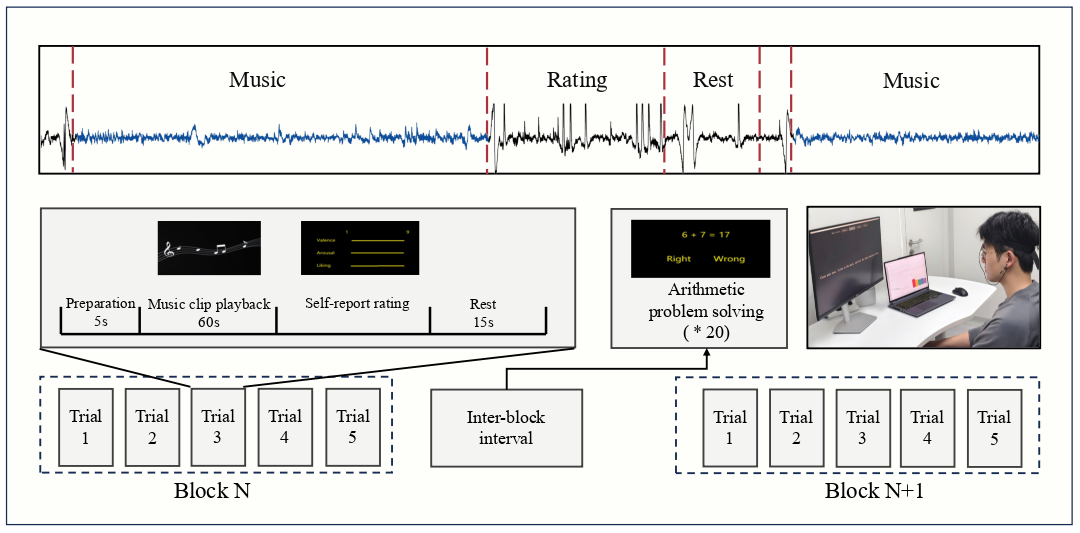 Music
Rating
Rest
Music
1 9
Valence
Arousal
Liking
Preparation
5s
Music clip playback
60s
Self-report rating
Rest
15s
6 + 7 = 17
Right Wrong
Arithmetic
problem solving
( * 20)
Trial
1
Trial
2
Trial
3
Trial
4
Trial
5
Block N
Inter-block
interval
Trial
1
Trial
2
Trial
3
Trial
4
Trial
5
Block N+1